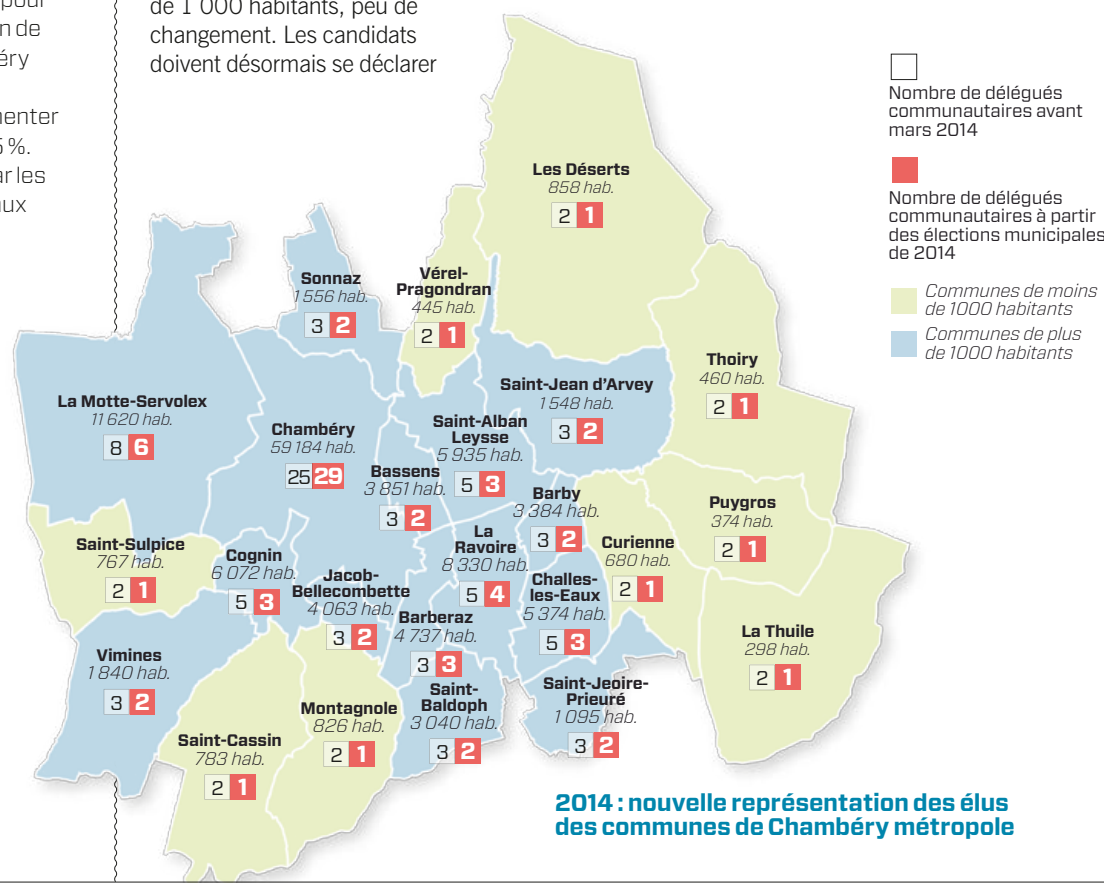 pour
n de
éry
nenter
5 %.
ar les
aux
de 1 000 habitants, peu de
changement. Les candidats
doivent désormais se déclarer
Nombre de délégués
communautaires avant
mars 2014
Nombre de délégués
communautaires à partir
des élections municipales
de 2014
Communes de moins
de 1000 habitants
Communes de plus
de 1000 habitants
Les Déserts
858 hab.
2 1
Sonnaz
1 556 hab.
3 2
Vérel-
Pragondran
445 hab.
2 1
Thoiry
460 hab.
2 1
La Motte-Servolex
11 620 hab.
8 6
Chambéry
59 184 hab.
25 29
Saint-Jean d'Arvey
1 548 hab.
3 2
Saint-Alban
Leysse
5 935 hab.
5 3
Bassens
3 851 hab.
3 2
Barby
3 384 hab.
3 2
Puygros
374 hab.
2 1
Saint-Sulpice
767 hab.
2 1
Cognin
6 072 hab.
5 3
La
Ravoire
8 330 hab.
5 4
Curienne
680 hab.
2 1
Jacob-
Bellecombette
4 063 hab.
3 2
Challes-
les-Eaux
5 374 hab.
5 3
Barberaz
4 737 hab.
3 3
La Thuile
298 hab.
2 1
Vimines
1 840 hab.
3 2
Saint-
Baldoph
3 040 hab.
3 2
Saint-Jeoire-
Prieuré
1 095 hab.
3 2
Montagnole
826 hab.
2 1
Saint-Cassin
783 hab.
2 1
2014 : nouvelle représentation des élus
des communes de Chambéry métropole